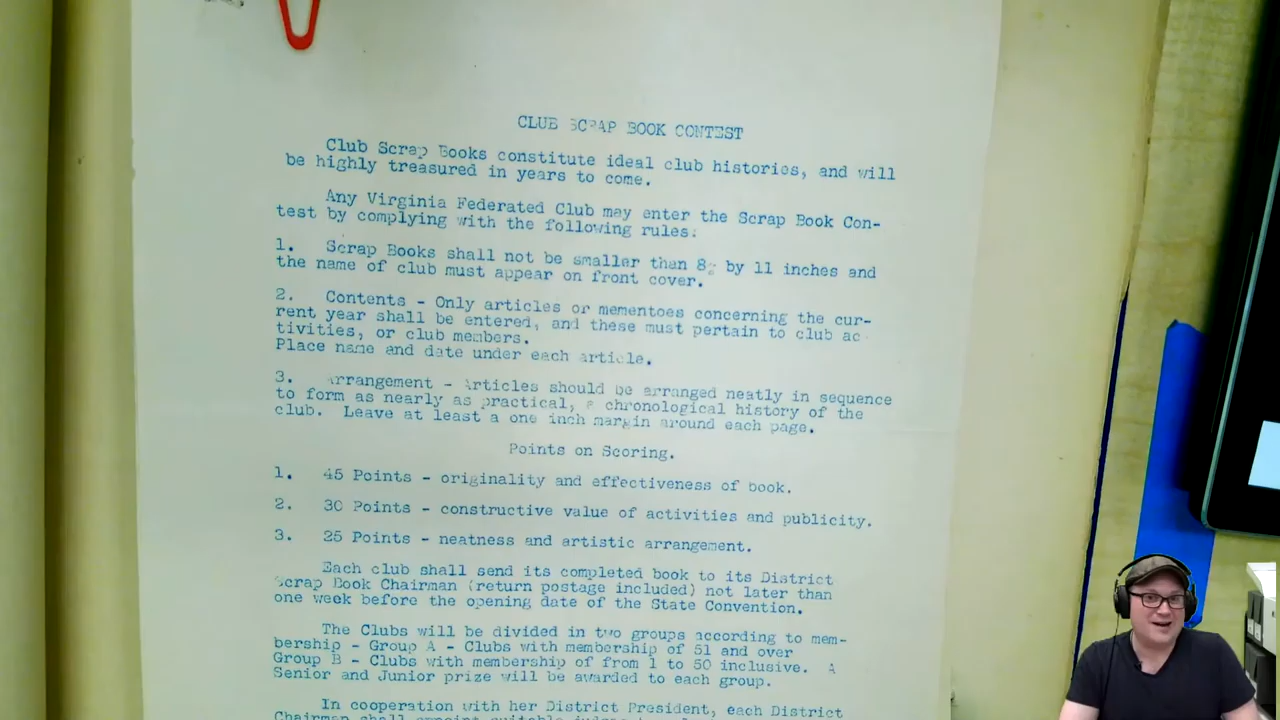 CLUB SCRAP BOOK CONTEST
Club Scrap Books constitute ideal club histories, and will
be highly treasured in years to come.
Any Virginia Federated Club may enter the Scrap Book Con-
test by complying with the following rules:
1. Scrap Books shall not be smaller than 8½ by 11 inches and
the name of club must appear on front cover.
2. Contents - Only articles or mementoes concerning the cur-
rent year shall be entered, and these must pertain to club ac-
tivities, or club members.
Place name and date under each article.
3. Arrangement - Articles should be arranged neatly in sequence
to form as nearly as practical, a chronological history of the
club. Leave at least a one inch margin around each page.
Points on Scoring.
1. 45 Points - originality and effectiveness of book.
2. 30 Points - constructive value of activities and publicity.
3. 25 Points - neatness and artistic arrangement.
Each club shall send its completed book to its District
Scrap Book Chairman (return postage included) not later than
one week before the opening date of the State Convention.
The Clubs will be divided in two groups according to mem-
bership - Group A - Clubs with membership of 51 and over
Group B - Clubs with membership of from 1 to 50 inclusive. A
Senior and Junior prize will be awarded to each group.
In cooperation with her District President, each District
Chairman shall appoint suitable judges